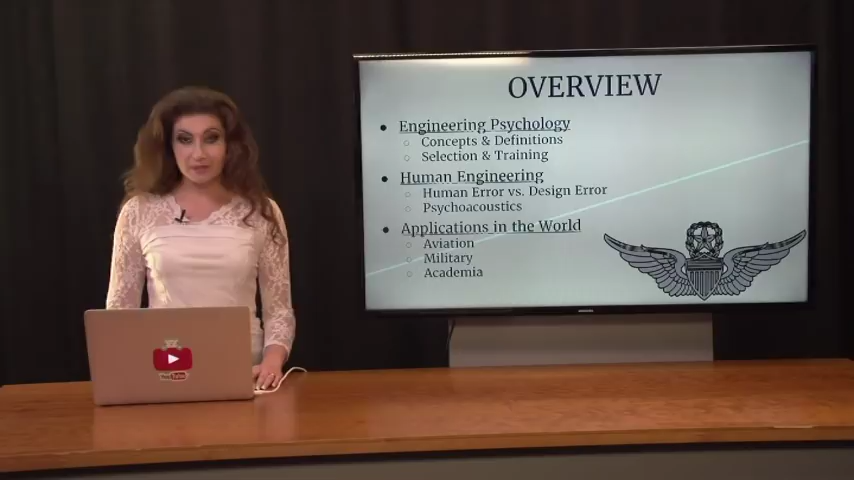 OVERVIEW
● Engineering Psychology
○ Concepts & Definitions
○ Selection & Training
● Human Engineering
○ Human Error vs. Design Error
○ Psychoacoustics
● Applications in the World
○ Aviation
○ Military
○ Academia